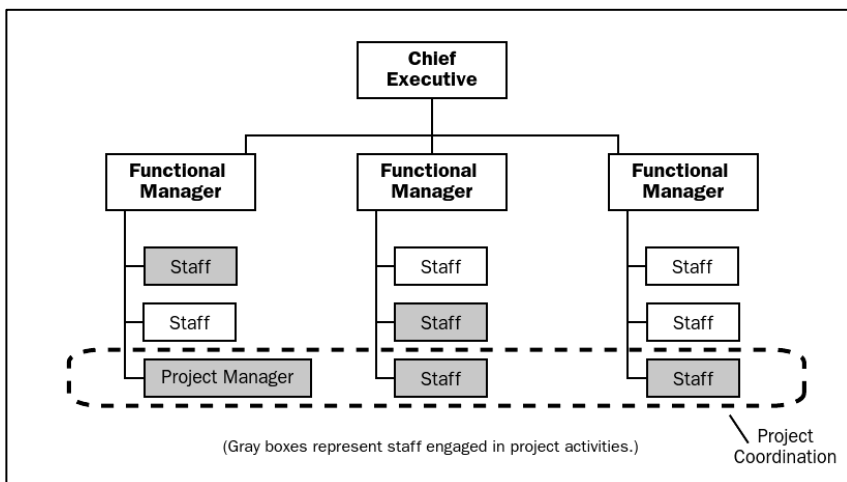 Chief
Executive
Functional
Manager
Functional
Manager
Functional
Manager
Staff
Staff
Staff
Staff
Staff
Staff
Project Manager
Staff
Staff
(Gray boxes represent staff engaged in project activities.)
Project
Coordination